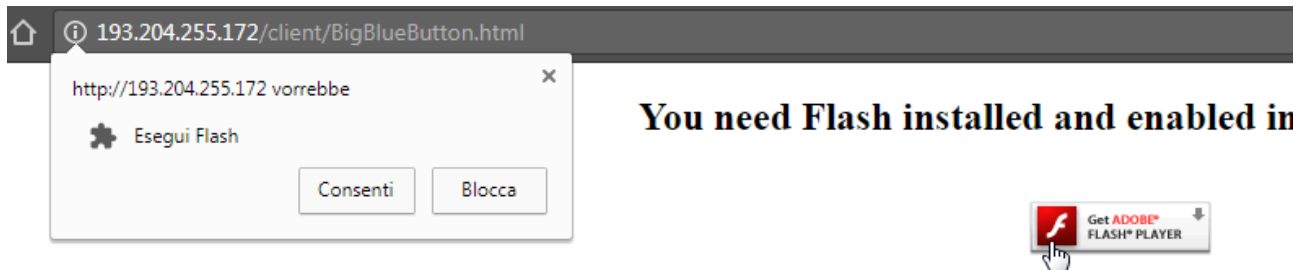 193.204.255.172/client/BigBlueButton.html
http://193.204.255.172 vorrebbe
Esegui Flash
Consenti Blocca
You need Flash installed and enabled in
Get ADOBE®
FLASH® PLAYER